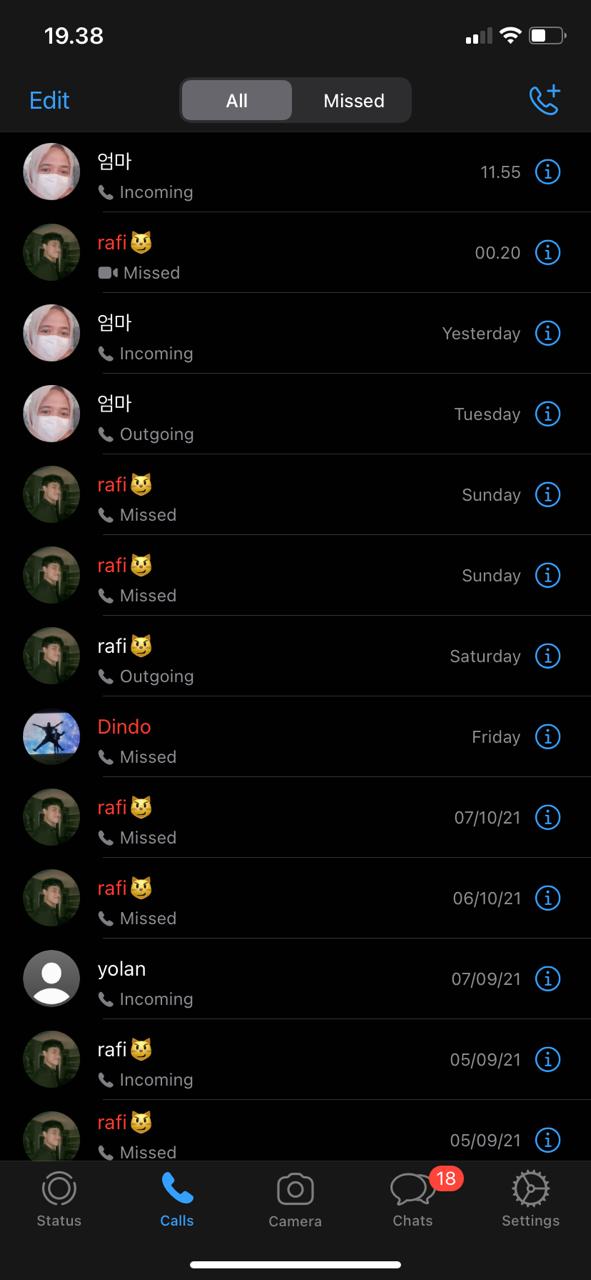 19.38
Edit All Missed
엄마
Incoming 11.55
rafi😼
Missed 00.20
엄마
Incoming Yesterday
엄마
Outgoing Tuesday
rafi😼
Missed Sunday
rafi😼
Missed Sunday
rafi😼
Outgoing Saturday
Dindo
Missed Friday
rafi😼
Missed 07/10/21
rafi😼
Missed 06/10/21
yolan
Incoming 07/09/21
rafi😼
Incoming 05/09/21
rafi😼
Missed 05/09/21
18
Status Calls Camera Chats Settings